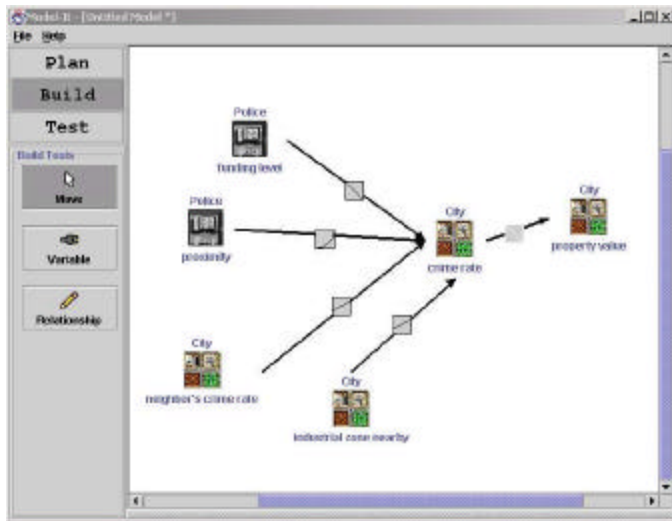 Model-It - [Untitled Model *]
File Help
Plan
Build
Test
Build Tools
Move
Variable
Relationship
Police
funding level
Police
proximity
City
crime rate
City
property value
City
neighbor's crime rate
City
industrial zone nearby